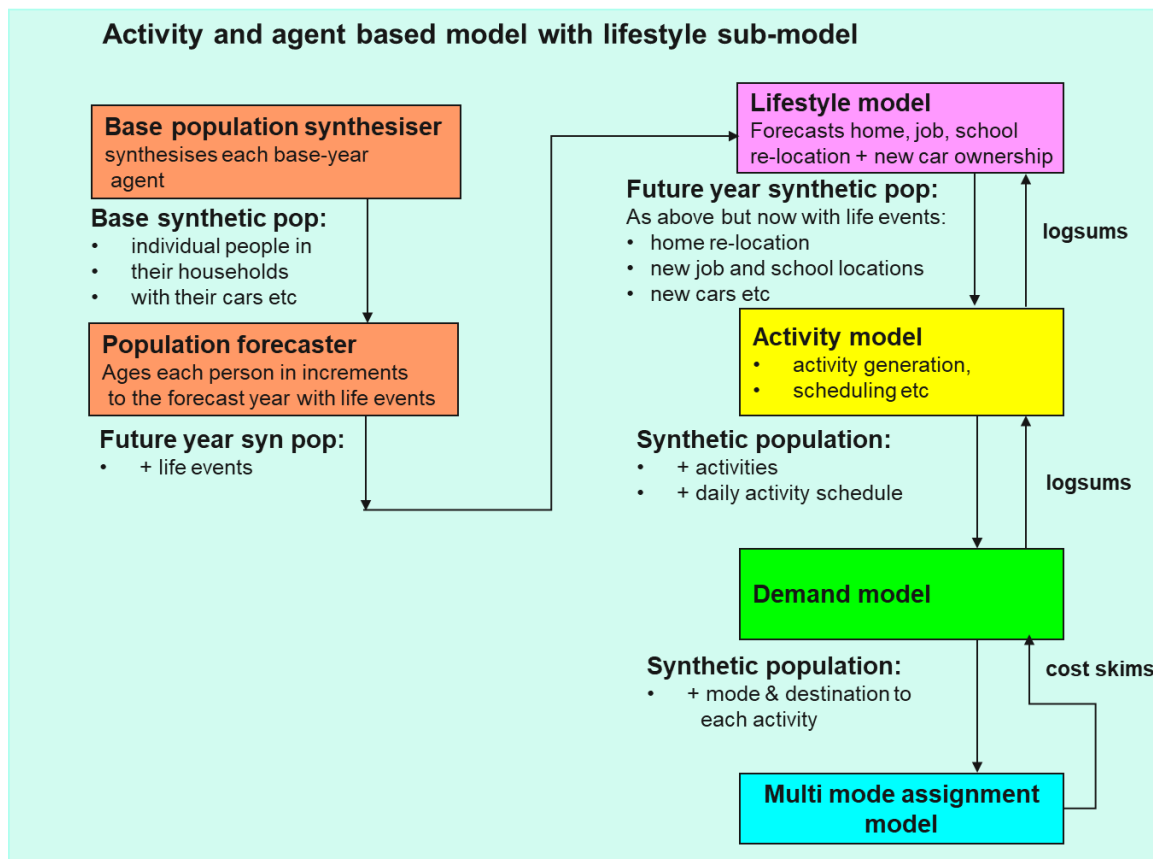 Activity and agent based model with lifestyle sub-model
Base population synthesiser
synthesises each base-year
agent
Base synthetic pop:
• individual people in
• their households
• with their cars etc
Population forecaster
Ages each person in increments
to the forecast year with life events
Future year syn pop:
• + life events
Lifestyle model
Forecasts home, job, school
re-location + new car ownership
Future year synthetic pop:
As above but now with life events:
• home re-location
• new job and school locations
• new cars etc
logsums
Activity model
• activity generation,
• scheduling etc
Synthetic population:
• + activities
• + daily activity schedule
logsums
Demand model
Synthetic population:
• + mode & destination to
each activity
cost skims
Multi mode assignment
model